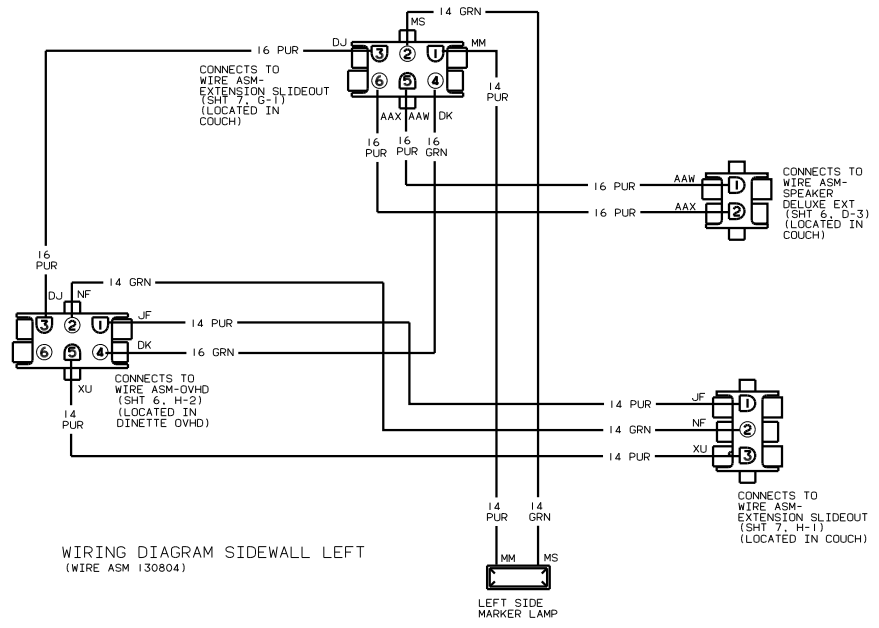 14 GRN
MS
DJ
16 PUR
3
2
1
MM
6
5
4
CONNECTS TO
WIRE ASM-
EXTENSION SLIDEOUT
(SHT 7, G-1)
(LOCATED IN
COUCH)
14
PUR
AAX
AAW
DK
16
PUR
16
PUR
16
GRN
16 PUR
AAW
1
16 PUR
AAX
2
CONNECTS TO
WIRE ASM-
SPEAKER
DELUXE EXT
(SHT 6, D-3)
(LOCATED IN
COUCH)
16
PUR
14 GRN
DJ
NF
JF
3
2
1
14 PUR
DK
6
5
4
16 GRN
XU
CONNECTS TO
WIRE ASM-OVHD
(SHT 6, H-2)
(LOCATED IN
DINETTE OVHD)
14
PUR
14 PUR
JF
1
14 GRN
NF
2
14 PUR
XU
3
CONNECTS TO
WIRE ASM-
EXTENSION SLIDEOUT
(SHT 7, H-1)
(LOCATED IN COUCH)
14
PUR
14
GRN
WIRING DIAGRAM SIDEWALL LEFT
(WIRE ASM 130804)
MM
MS
LEFT SIDE
MARKER LAMP